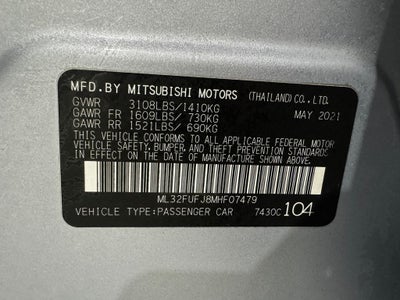 MFD.BY MITSUBISHI MOTORS (THAILAND) CO., LTD.
GVWR 3108LBS/1410KG MAY 2021
GAWR FR 1609LBS/ 730KG
GAWR RR 1521LBS/ 690KG
THIS VEHICLE CONFORMS TO ALL APPLICABLE FEDERAL MOTOR
VEHICLE SAFETY, BUMPER, AND THEFT PREVENTION STANDARDS
IN EFFECT ON THE DATE OF MANUFACTURE SHOWN ABOVE.
ML32FUFJ8MHF07479
VEHICLE TYPE:PASSENGER CAR 7430C 104